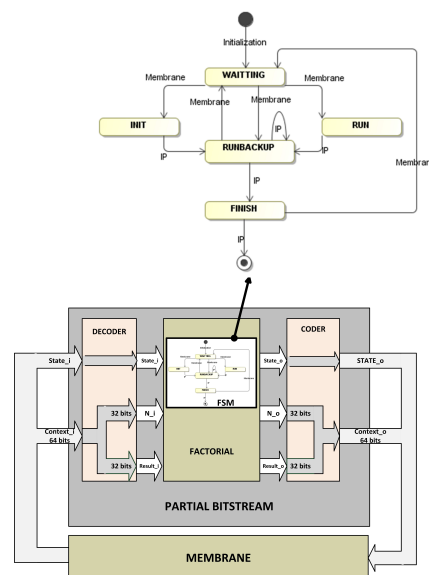 Initialization
WAITTING
Membrane
Membrane
Membrane
Membrane
INIT
RUN
IP
IP
IP
RUNBACKUP
IP
Membrar
FINISH
IP
DECODER
CODER
State_i
State_i
State_o
STATE_o
FSM
N_i
N_o
32 bits
32 bits
Context_i
64 bits
Context_o
64 bits
FACTORIAL
32 bits
Result_i
Result_o
32 bits
PARTIAL BITSTREAM
MEMBRANE